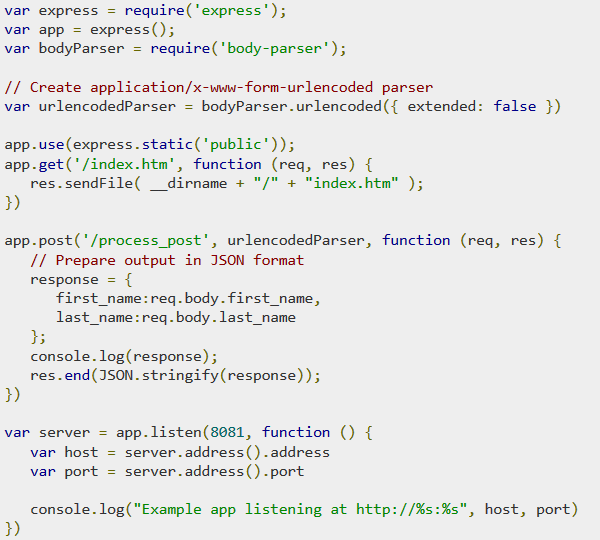 var express = require('express');
var app = express();
var bodyParser = require('body-parser');

// Create application/x-www-form-urlencoded parser
var urlencodedParser = bodyParser.urlencoded({ extended: false })

app.use(express.static('public'));
app.get('/index.htm', function (req, res) {
   res.sendFile( __dirname + "/" + "index.htm" );
})

app.post('/process_post', urlencodedParser, function (req, res) {
   // Prepare output in JSON format
   response = {
      first_name:req.body.first_name,
      last_name:req.body.last_name
   };
   console.log(response);
   res.end(JSON.stringify(response));
})

var server = app.listen(8081, function () {
   var host = server.address().address
   var port = server.address().port

   console.log("Example app listening at http://%s:%s", host, port)
})